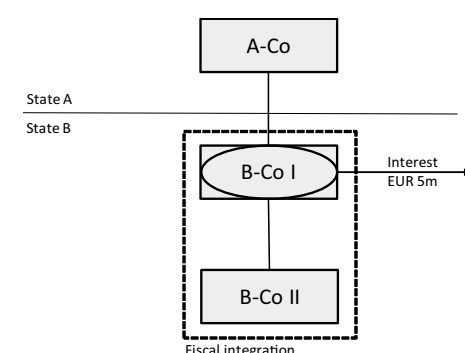 A-Co
State A
State B
B-Co I
Interest
EUR 5m
B-Co II
Fiscal integration